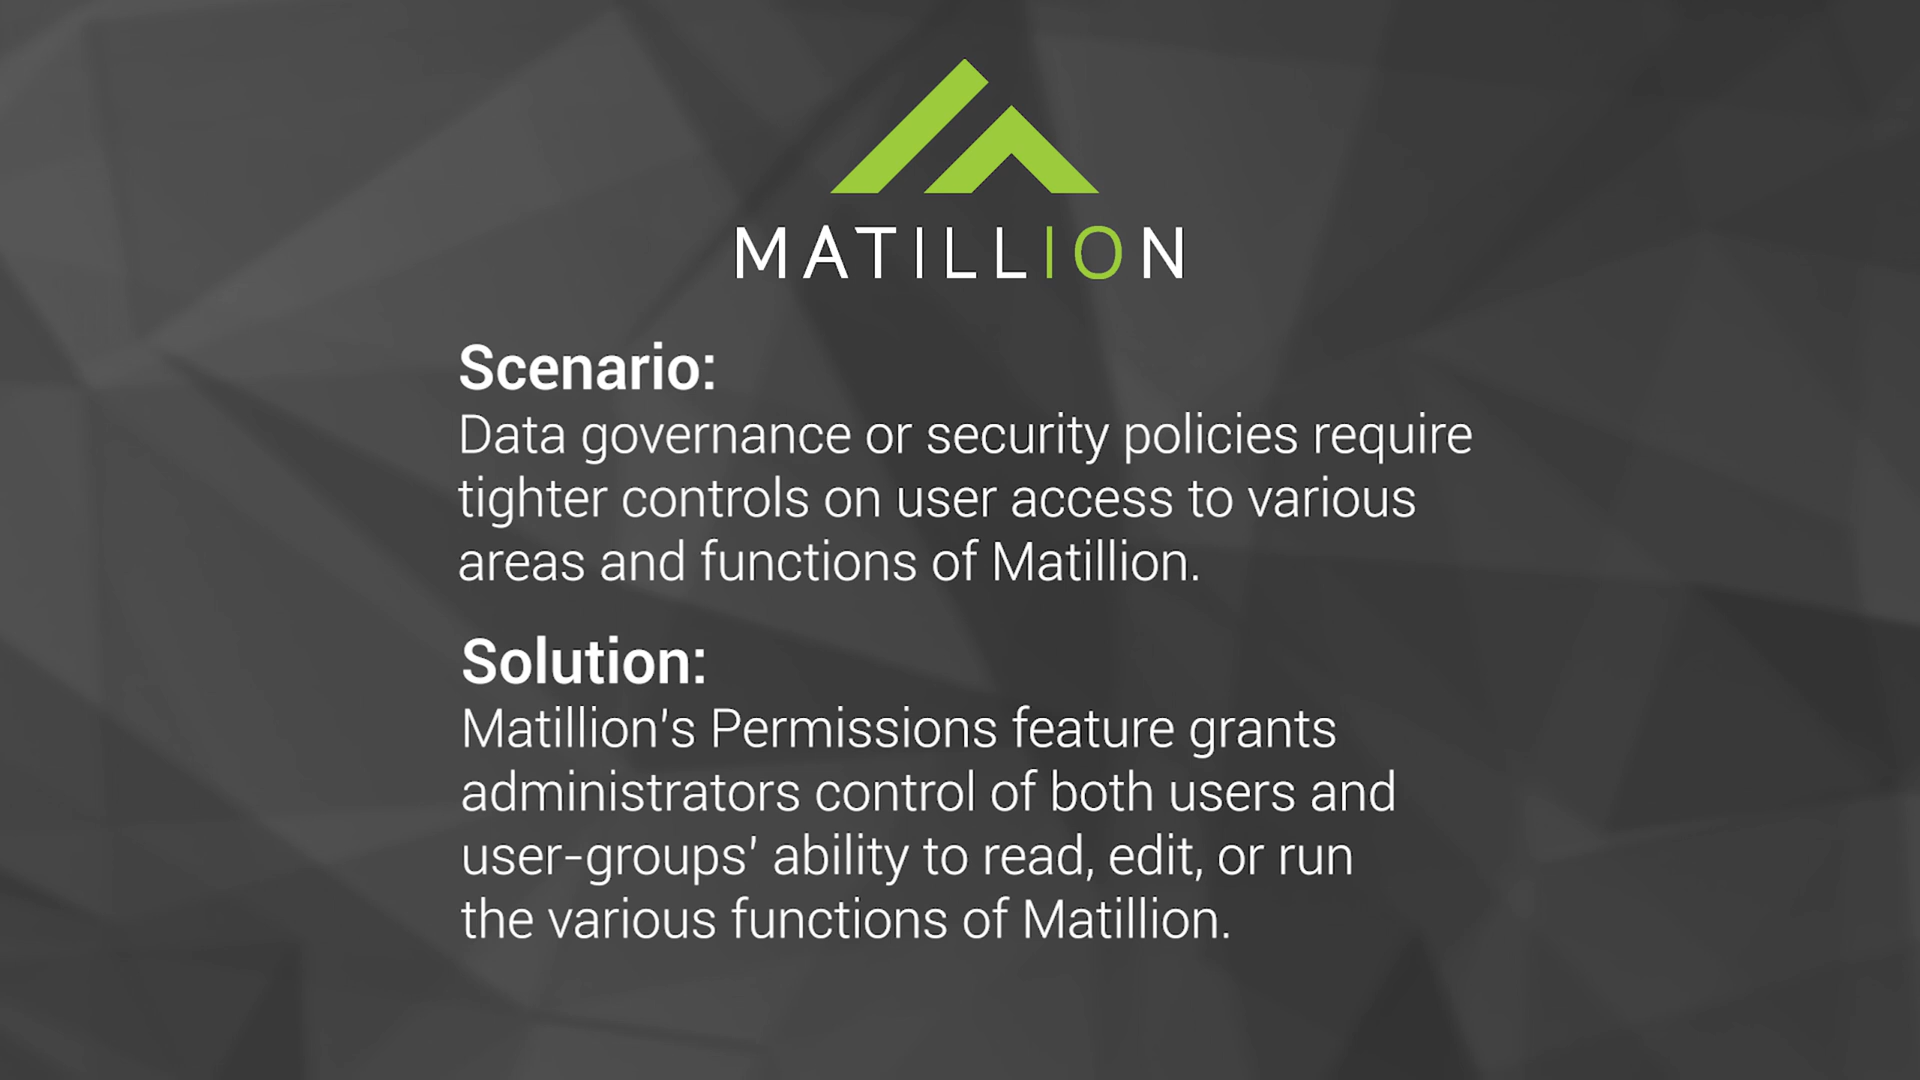 MATILLION
Scenario:
Data governance or security policies require
tighter controls on user access to various
areas and functions of Matillion.
Solution:
Matillion's Permissions feature grants
administrators control of both users and
user-groups' ability to read, edit, or run
the various functions of Matillion.